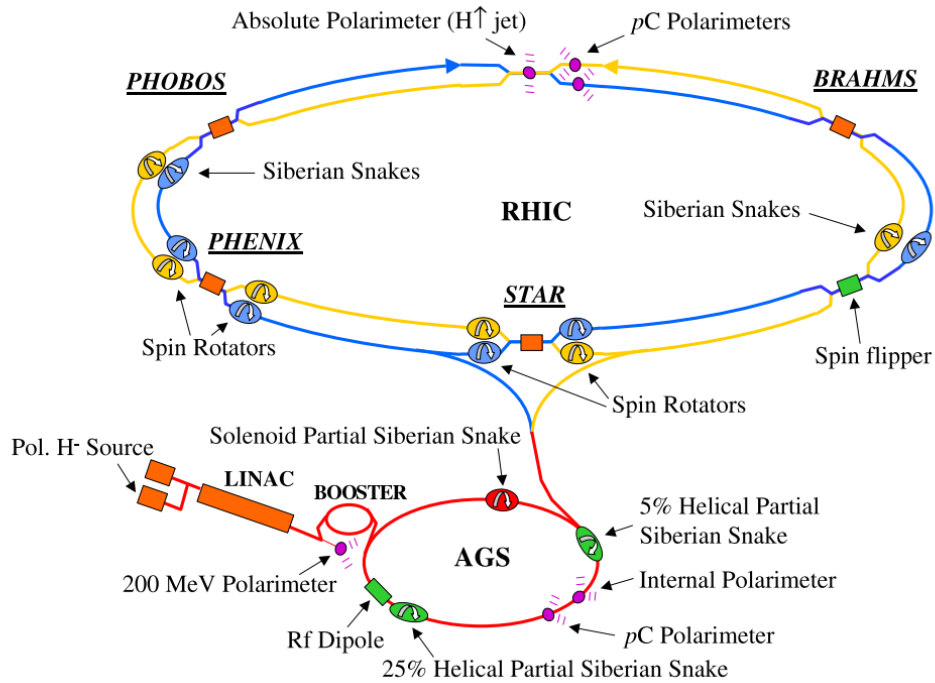 Absolute Polarimeter (H↑ jet)
pC Polarimeters
PHOBOS
BRAHMS
Siberian Snakes
RHIC
Siberian Snakes
PHENIX
STAR
Spin Rotators
Spin flipper
Spin Rotators
Solenoid Partial Siberian Snake
Pol. H- Source
LINAC
BOOSTER
5% Helical Partial
Siberian Snake
AGS
200 MeV Polarimeter
Internal Polarimeter
Rf Dipole
pC Polarimeter
25% Helical Partial Siberian Snake